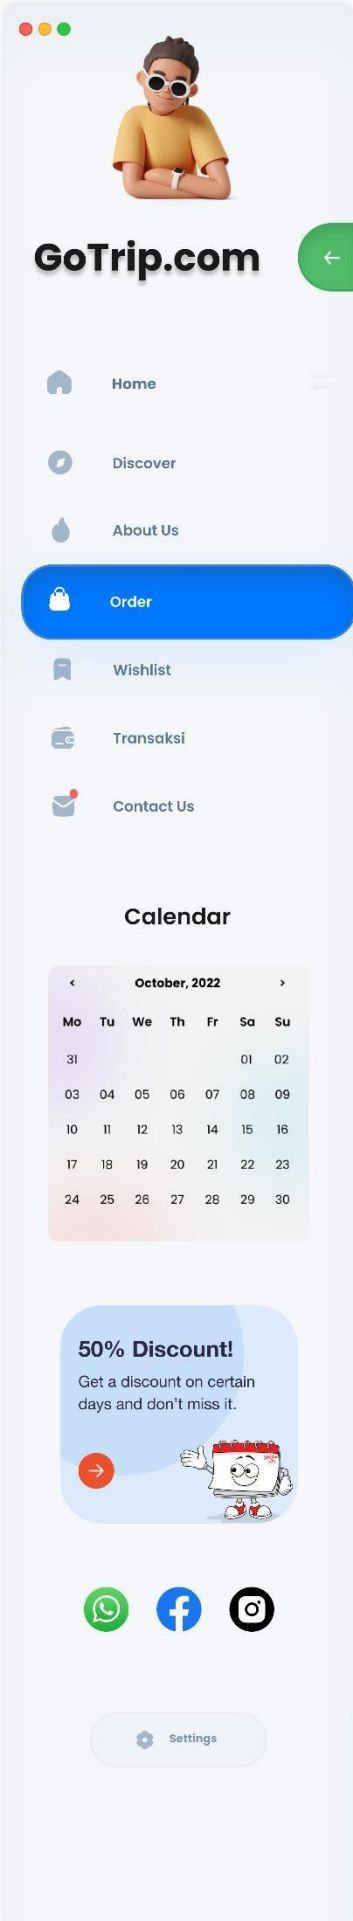 GoTrip.com
Home
Discover
About Us
Order
Wishlist
Transaksi
Contact Us
Calendar
< October, 2022 >
Mo Tu We Th Fr Sa Su
31 01 02
03 04 05 06 07 08 09
10 11 12 13 14 15 16
17 18 19 20 21 22 23
24 25 26 27 28 29 30
50% Discount!
Get a discount on certain
days and don't miss it.
Settings